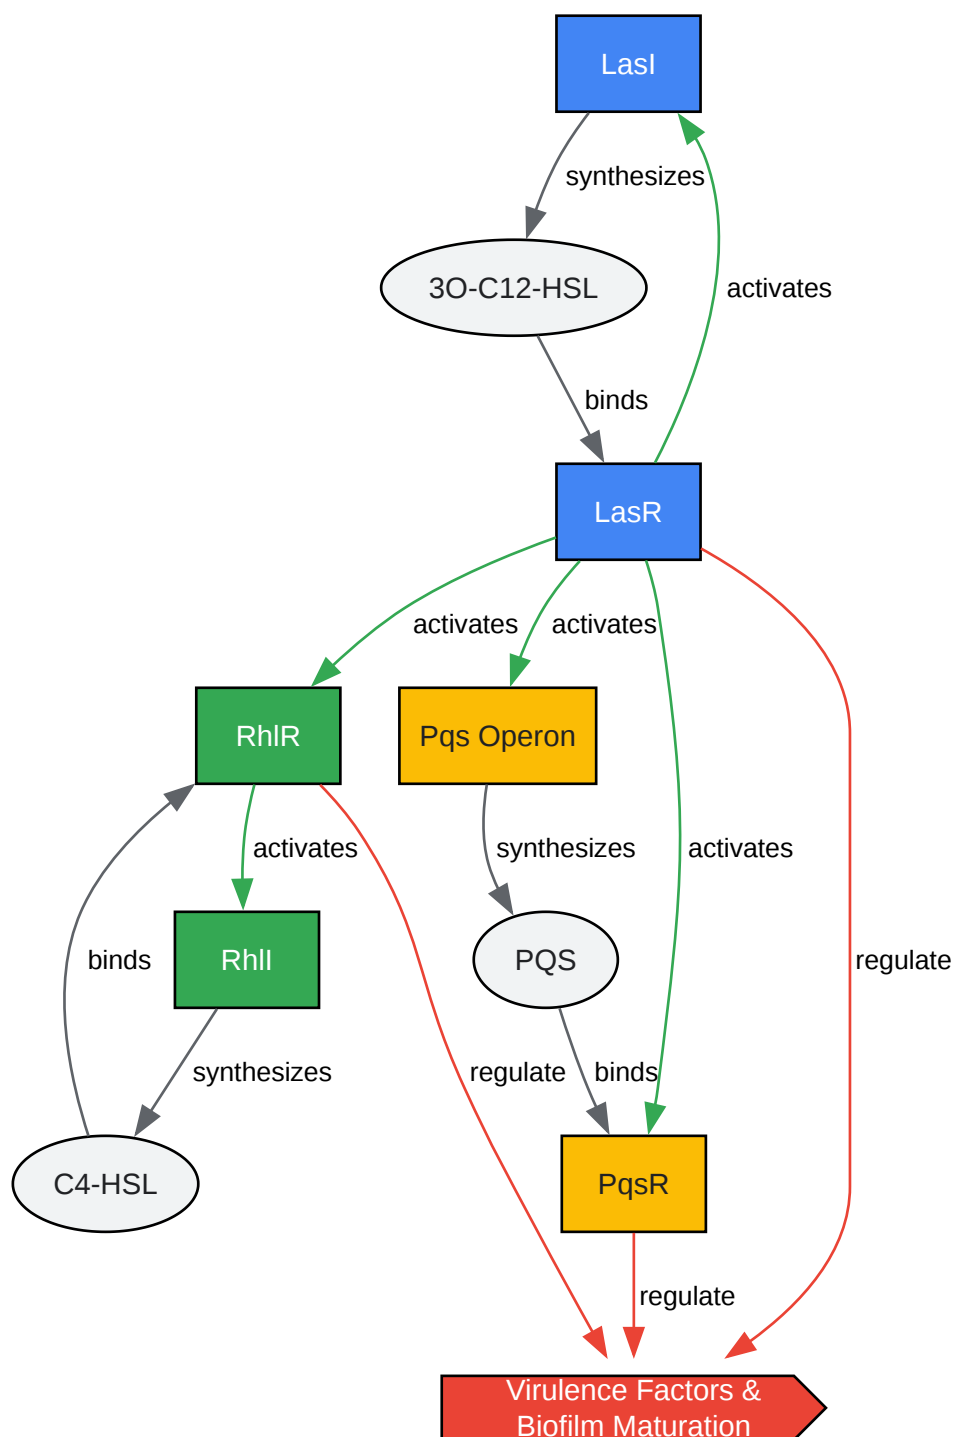 LasI
synthesizes
3O-C12-HSL
activates
binds
LasR
activates
activates
RhlR
Pqs Operon
activates
synthesizes
activates
binds
RhlI
PQS
regulate
synthesizes
regulate
binds
C4-HSL
PqsR
regulate
Virulence Factors &
Biofilm Maturation